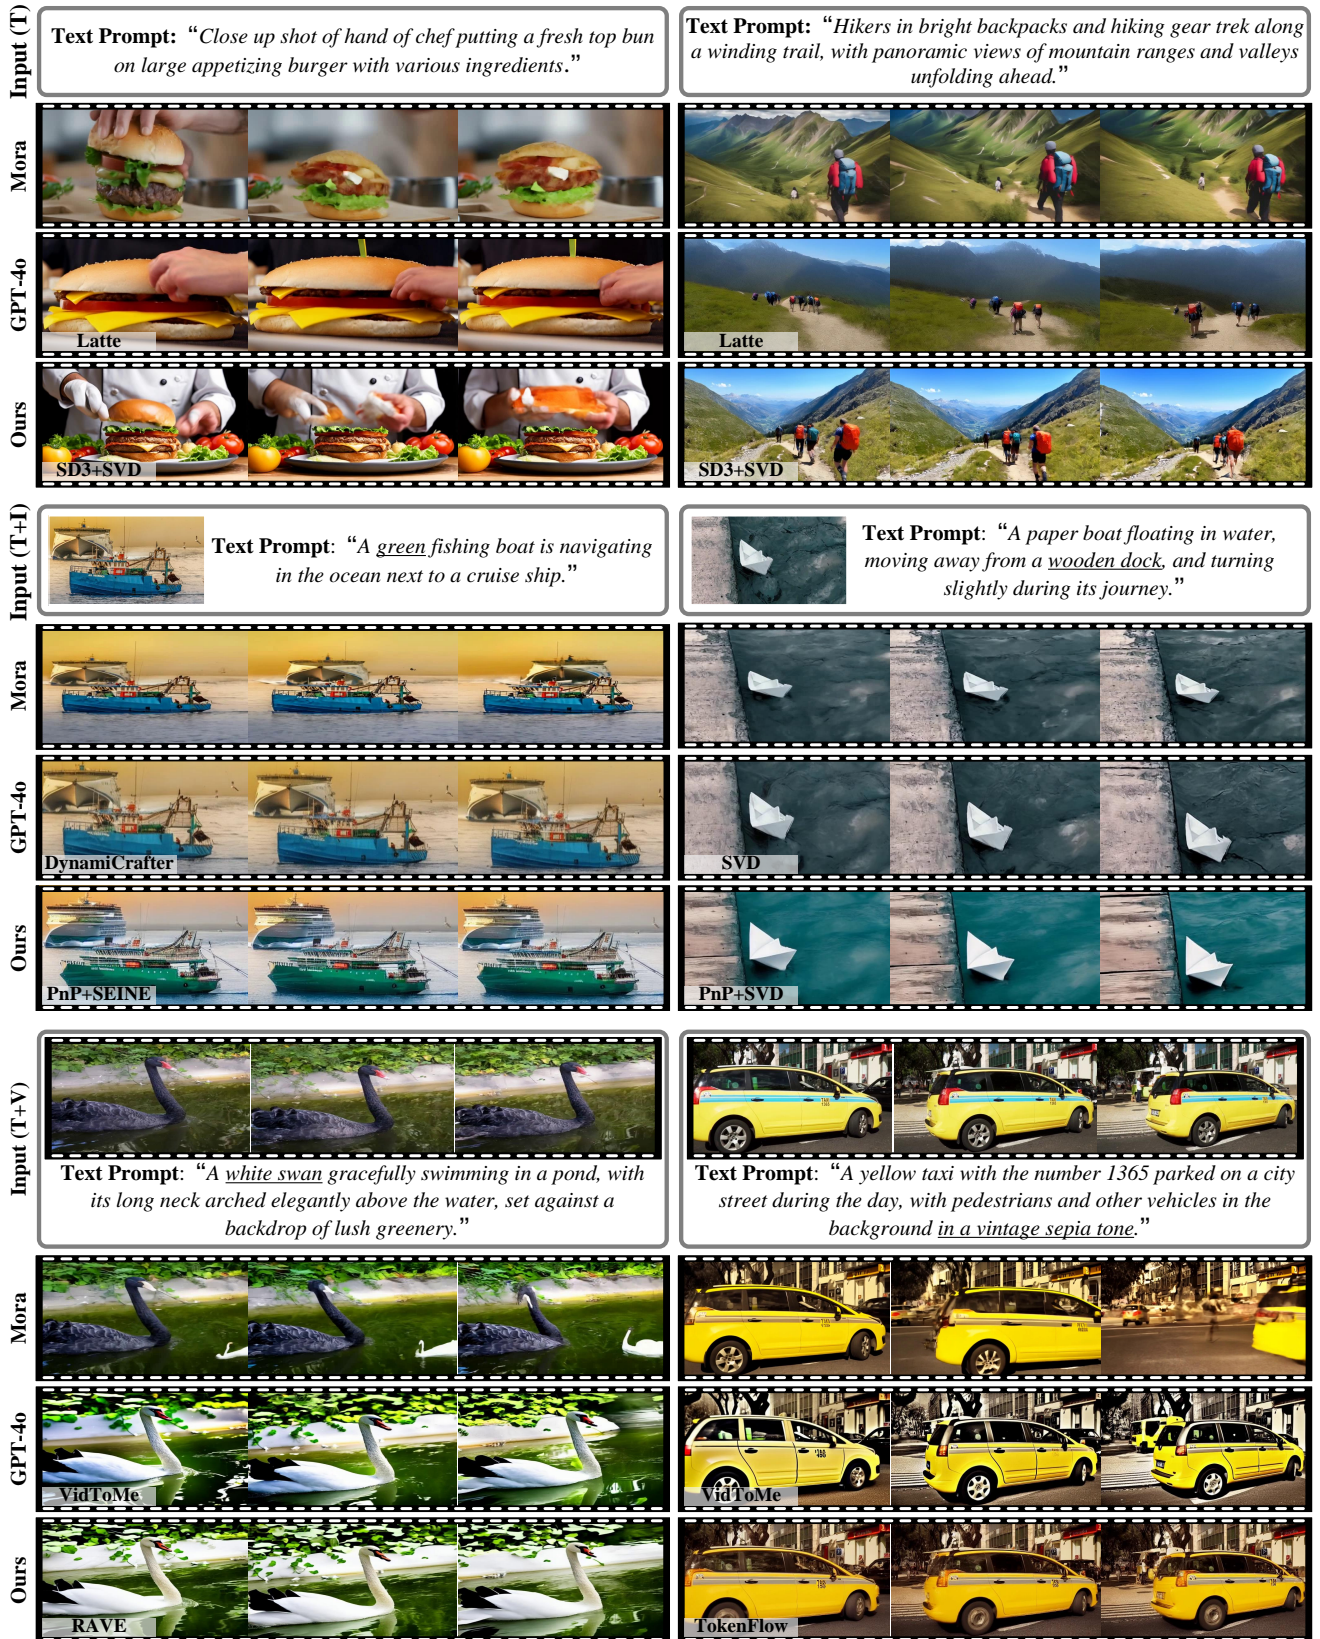 Input (T)
Text Prompt: “Close up shot of hand of chef putting a fresh top bun
on large appetizing burger with various ingredients.”
Text Prompt: “Hikers in bright backpacks and hiking gear trek along
a winding trail, with panoramic views of mountain ranges and valleys
unfolding ahead.”
Mora
GPT-4o
Latte
Latte
Ours
SD3+SVD
SD3+SVD
Input (T+I)
Text Prompt: “A green fishing boat is navigating
in the ocean next to a cruise ship.”
Text Prompt: “A paper boat floating in water,
moving away from a wooden dock, and turning
slightly during its journey.”
Mora
GPT-4o
DynamiCrafter
SVD
Ours
PnP+SEINE
PnP+SVD
Input (T+V)
Text Prompt: “A white swan gracefully swimming in a pond, with
its long neck arched elegantly above the water, set against a
backdrop of lush greenery.”
Text Prompt: “A yellow taxi with the number 1365 parked on a city
street during the day, with pedestrians and other vehicles in the
background in a vintage sepia tone.”
Mora
GPT-4o
VidToMe
VidToMe
Ours
RAVE
TokenFlow